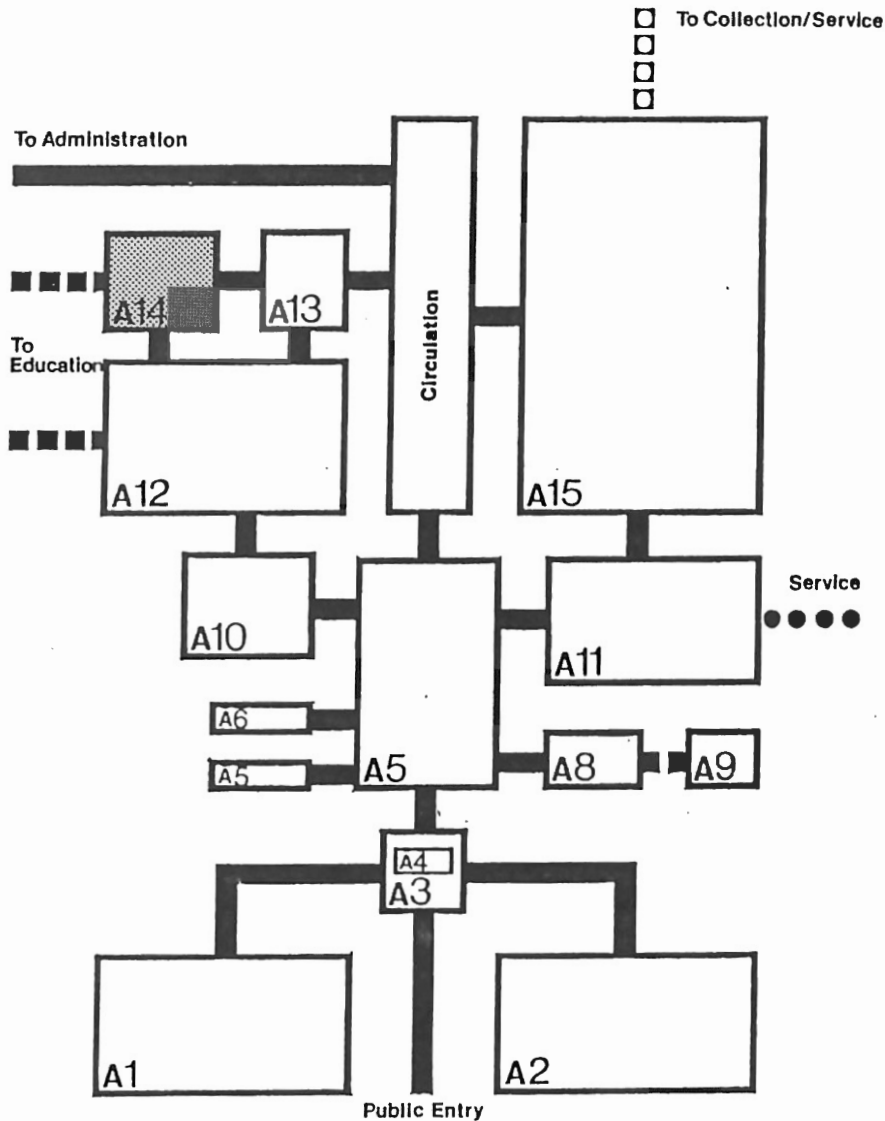 To Collection/Service
To Administration
A14
A13
Circulation
To
Education
A12
A15
Service
A10
A11
A6
A5
A5
A8
A9
A4
A3
A1
A2
Public Entry